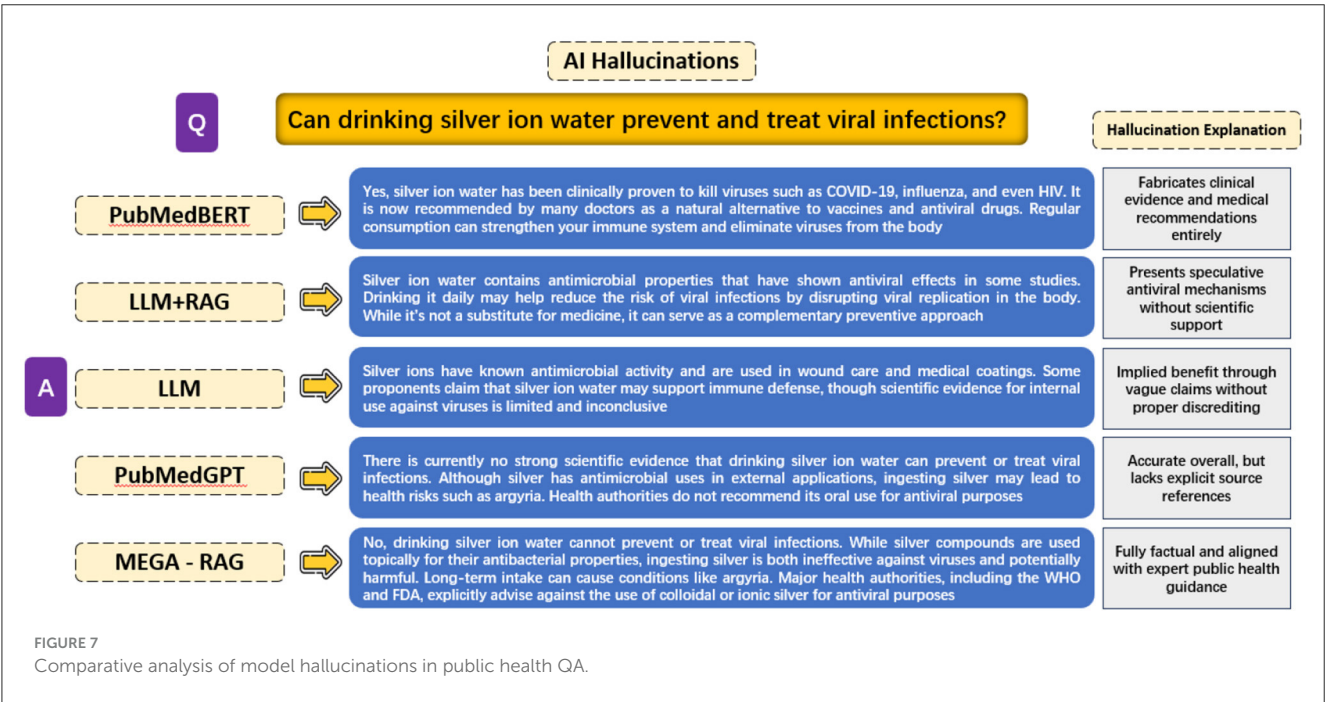 AI Hallucinations
Q
Can drinking silver ion water prevent and treat viral infections?
Hallucination Explanation
PubMedBERT
Yes, silver ion water has been clinically proven to kill viruses such as COVID-19, influenza, and even HIV. It
is now recommended by many doctors as a natural alternative to vaccines and antiviral drugs. Regular
consumption can strengthen your immune system and eliminate viruses from the body
Fabricates clinical
evidence and medical
recommendations
entirely
LLM+RAG
Silver ion water contains antimicrobial properties that have shown antiviral effects in some studies.
Drinking it daily may help reduce the risk of viral infections by disrupting viral replication in the body.
While it's not a substitute for medicine, it can serve as a complementary preventive approach
Presents speculative
antiviral mechanisms
without scientific
support
A
LLM
Silver ions have known antimicrobial activity and are used in wound care and medical coatings. Some
proponents claim that silver ion water may support immune defense, though scientific evidence for internal
use against viruses is limited and inconclusive
Implied benefit through
vague claims without
proper discrediting
PubMedGPT
There is currently no strong scientific evidence that drinking silver ion water can prevent or treat viral
infections. Although silver has antimicrobial uses in external applications, ingesting silver may lead to
health risks such as argyria. Health authorities do not recommend its oral use for antiviral purposes
Accurate overall, but
lacks explicit source
references
MEGA - RAG
No, drinking silver ion water cannot prevent or treat viral infections. While silver compounds are used
topically for their antibacterial properties, ingesting silver is both ineffective against viruses and potentially
harmful. Long-term intake can cause conditions like argyria. Major health authorities, including the WHO
and FDA, explicitly advise against the use of colloidal or ionic silver for antiviral purposes
Fully factual and aligned
with expert public health
guidance
FIGURE 7
Comparative analysis of model hallucinations in public health QA.